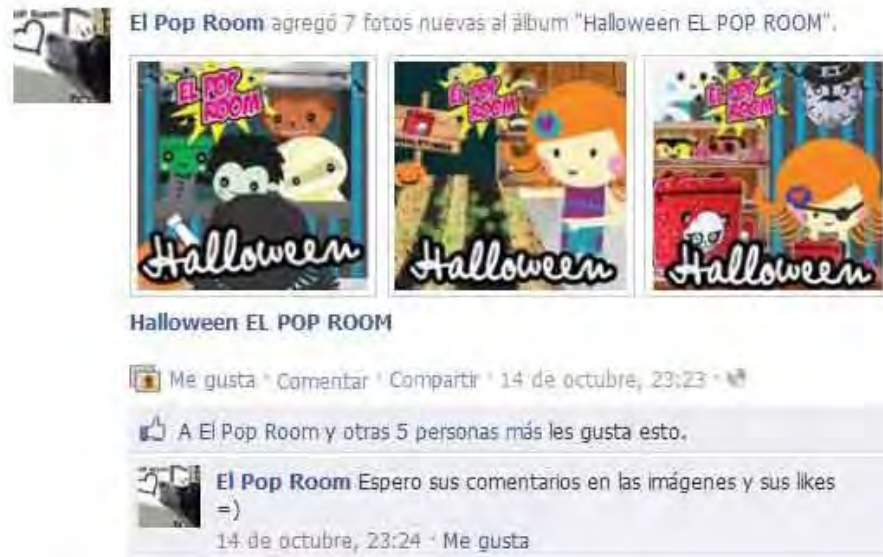 El Pop Room agregó 7 fotos nuevas al álbum "Halloween EL POP ROOM".
EL POP ROOM
Halloween
EL POP ROOM
Halloween
EL POP ROOM
Halloween
Halloween EL POP ROOM
Me gusta · Comentar · Compartir · 14 de octubre, 23:23 ·
A El Pop Room y otras 5 personas más les gusta esto.
El Pop Room Espero sus comentarios en las imágenes y sus likes
=)
14 de octubre, 23:24 · Me gusta